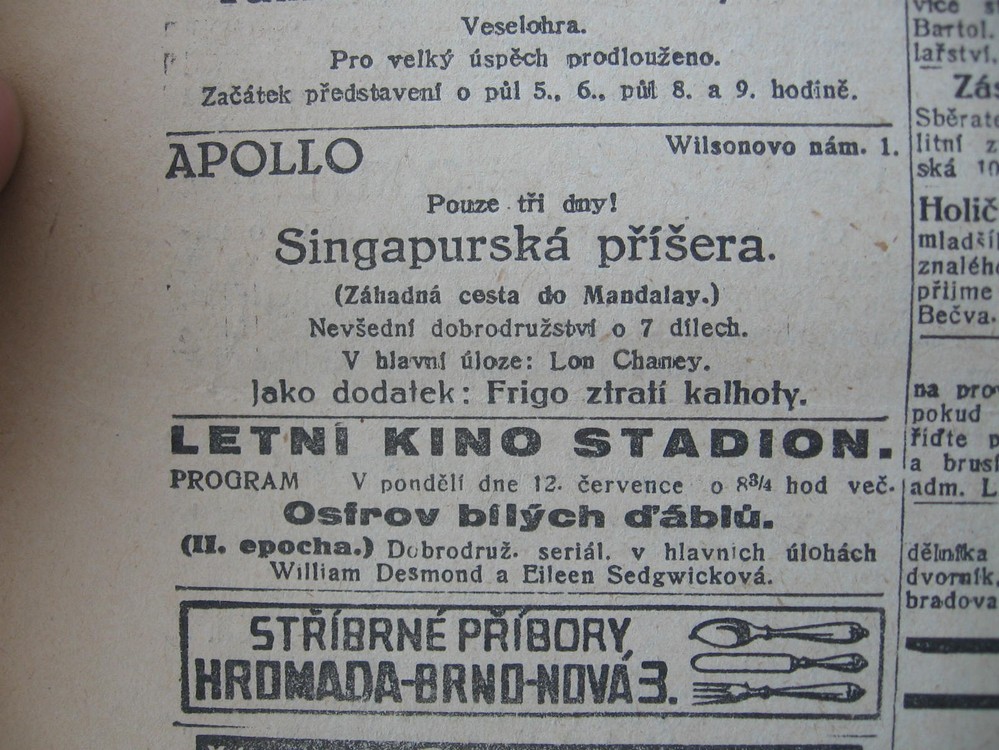 Veselohra.
Pro velký úspěch prodlouženo.
Začátek představení o půl 5., 6., půl 8. a 9. hodině.
APOLLO
Wilsonovo nám. 1.
Pouze tři dny!
Singapurská příšera.
(Záhadná cesta do Mandalay.)
Nevšední dobrodružství o 7 dílech.
V hlavní úloze: Lon Chaney.
Jako dodatek: Frigo ztratí kalhoty.
LETNÍ KINO STADION.
PROGRAM V pondělí dne 12. července o 8¾ hod več.
Ostrov bílých ďáblů.
(II. epocha.) Dobrodruž. seriál. v hlavních úlohách
William Desmond a Eileen Sedgwicková.
STŘÍBRNÉ PŘÍBORY
HROMADA-BRNO-NOVÁ 3.
více
Bartol.
lařství.
Zás
Sběrate
litní z
ská 10
Holič
mladší
znaléh
přijme
Bečva.
na pro
pokud
řiďte p
a brus
adm. L
dělníka
dvorník.
bradova